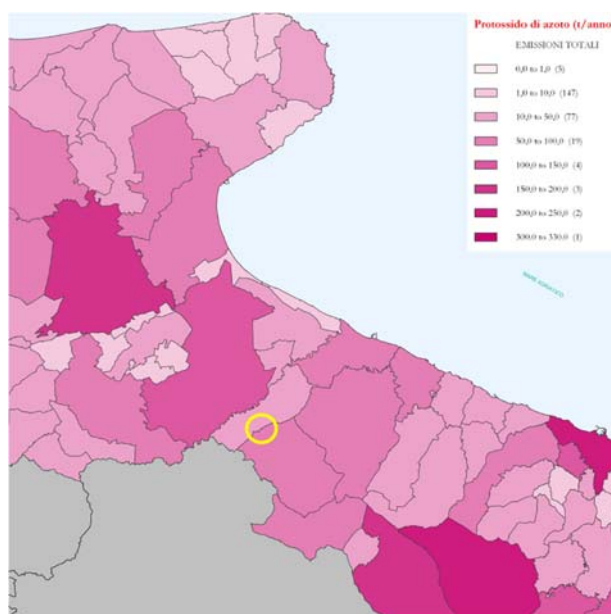 Protossido di azoto (t/anno)
EMISSIONI TOTALI
0,0 to 1,0 (5)
1,0 to 10,0 (147)
10,0 to 50,0 (77)
50,0 to 100,0 (19)
100,0 to 150,0 (4)
150,0 to 200,0 (3)
200,0 to 250,0 (2)
300,0 to 330,0 (1)
MARE ADRIATICO